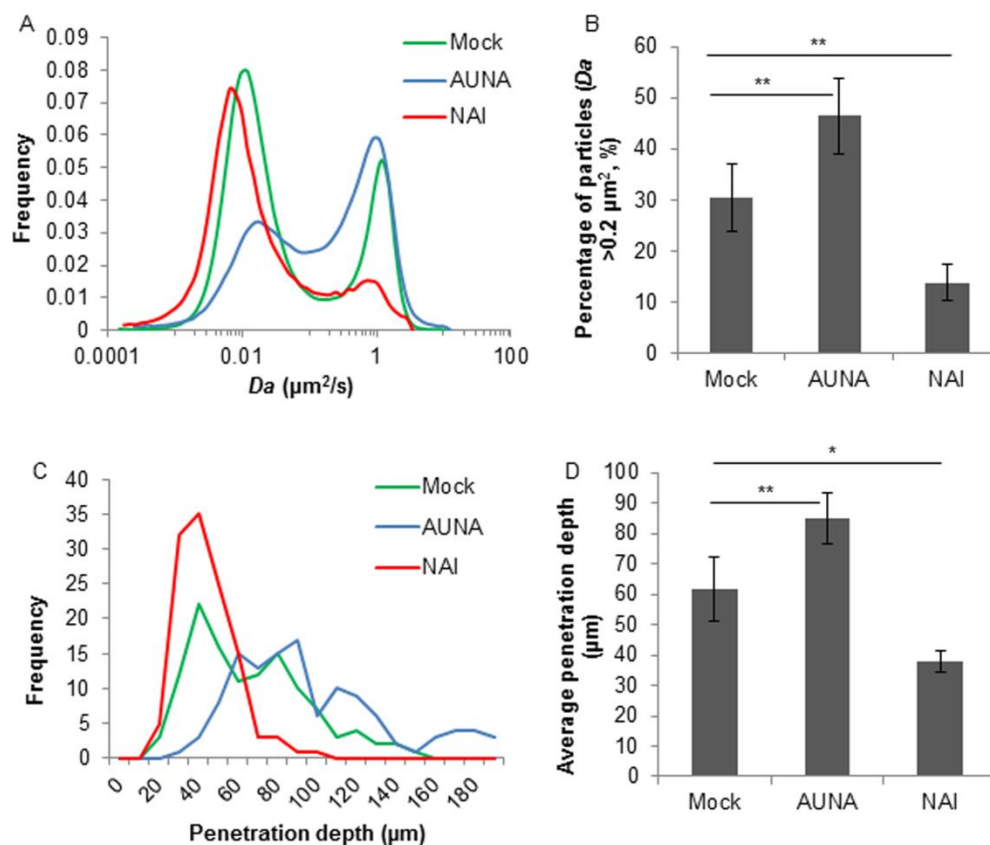 A
0.09
0.08
0.07
0.06
0.05
0.04
0.03
0.02
0.01
0
Frequency
0.0001
0.01
1
100
Da (µm²/s)
Mock
AUNA
NAI
B
Percentage of particles (Da
>0.2 µm², %)
60
50
40
30
20
10
0
**
**
Mock
AUNA
NAI
C
40
35
30
25
20
15
10
5
0
Frequency
0
20
40
60
80
100
120
140
160
180
Penetration depth (µm)
Mock
AUNA
NAI
D
Average penetration depth
(µm)
100
90
80
70
60
50
40
30
20
10
0
*
**
Mock
AUNA
NAI